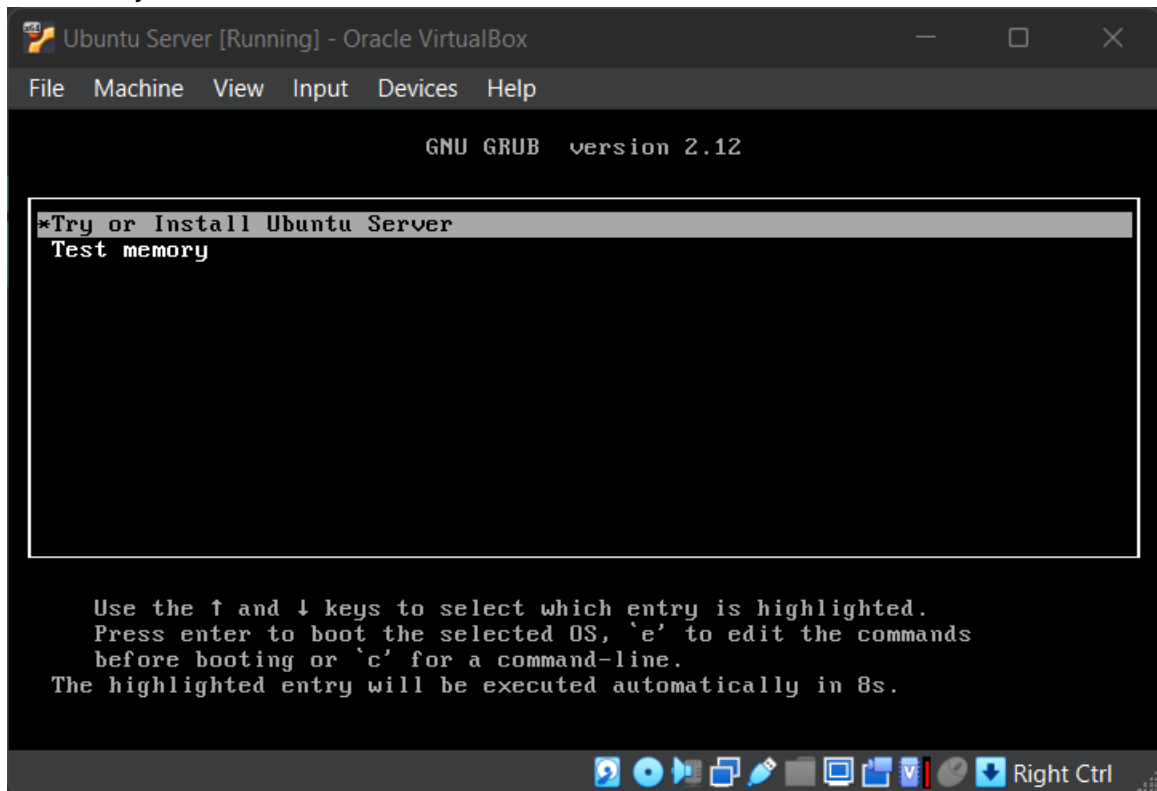 Ubuntu Server [Running] - Oracle VirtualBox
File Machine View Input Devices Help
GNU GRUB version 2.12
*Try or Install Ubuntu Server
Test memory
Use the ↑ and ↓ keys to select which entry is highlighted.
Press enter to boot the selected OS, `e' to edit the commands
before booting or `c' for a command-line.
The highlighted entry will be executed automatically in 8s.
Right Ctrl